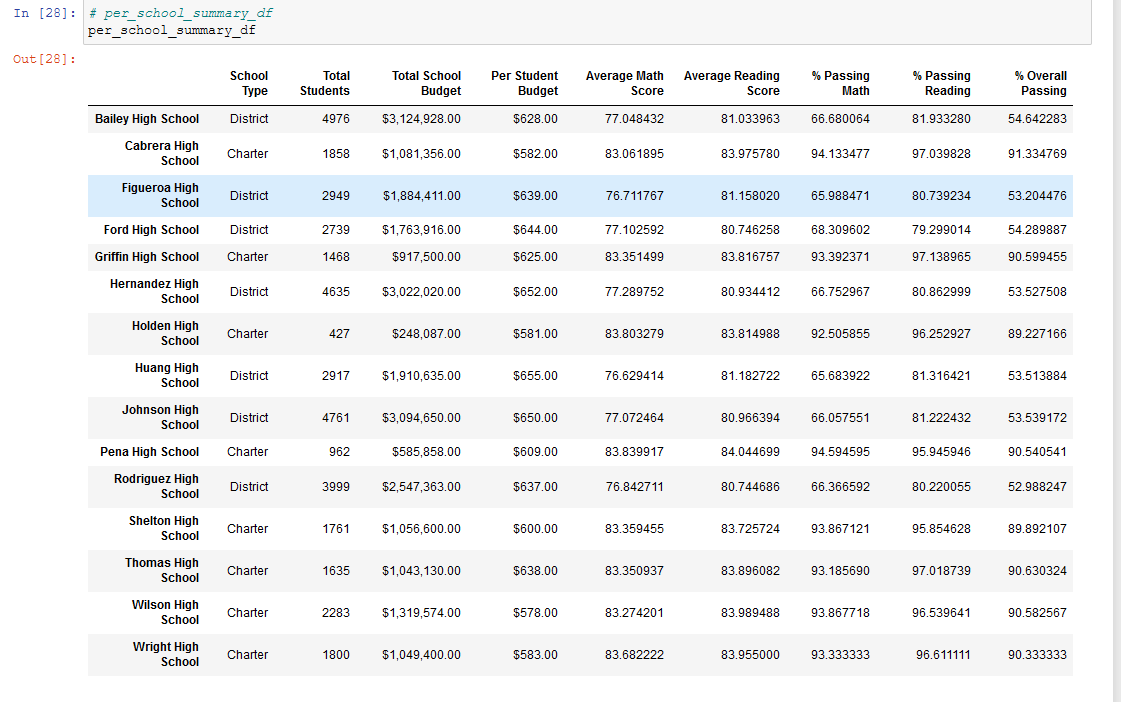 In [28]: # per_school_summary_df
per_school_summary_df
Out[28]:
School Type Total Students Total School Budget Per Student Budget Average Math Score Average Reading Score % Passing Math % Passing Reading % Overall Passing
Bailey High School District 4976 $3,124,928.00 $628.00 77.048432 81.033963 66.680064 81.933280 54.642283
Cabrera High School Charter 1858 $1,081,356.00 $582.00 83.061895 83.975780 94.133477 97.039828 91.334769
Figueroa High School District 2949 $1,884,411.00 $639.00 76.711767 81.158020 65.988471 80.739234 53.204476
Ford High School District 2739 $1,763,916.00 $644.00 77.102592 80.746258 68.309602 79.299014 54.289887
Griffin High School Charter 1468 $917,500.00 $625.00 83.351499 83.816757 93.392371 97.138965 90.599455
Hernandez High School District 4635 $3,022,020.00 $652.00 77.289752 80.934412 66.752967 80.862999 53.527508
Holden High School Charter 427 $248,087.00 $581.00 83.803279 83.814988 92.505855 96.252927 89.227166
Huang High School District 2917 $1,910,635.00 $655.00 76.629414 81.182722 65.683922 81.316421 53.513884
Johnson High School District 4761 $3,094,650.00 $650.00 77.072464 80.966394 66.057551 81.222432 53.539172
Pena High School Charter 962 $585,858.00 $609.00 83.839917 84.044699 94.594595 95.945946 90.540541
Rodriguez High School District 3999 $2,547,363.00 $637.00 76.842711 80.744686 66.366592 80.220055 52.988247
Shelton High School Charter 1761 $1,056,600.00 $600.00 83.359455 83.725724 93.867121 95.854628 89.892107
Thomas High School Charter 1635 $1,043,130.00 $638.00 83.350937 83.896082 93.185690 97.018739 90.630324
Wilson High School Charter 2283 $1,319,574.00 $578.00 83.274201 83.989488 93.867718 96.539641 90.582567
Wright High School Charter 1800 $1,049,400.00 $583.00 83.682222 83.955000 93.333333 96.611111 90.333333